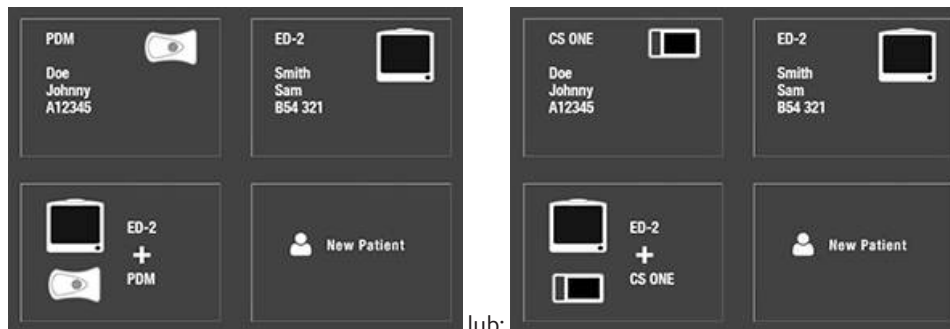 PDM
Doe
Johnny
A12345
ED-2
Smith
Sam
B54 321
ED-2
+
PDM
New Patient
lub:
CS ONE
Doe
Johnny
A12345
ED-2
Smith
Sam
B54 321
ED-2
+
CS ONE
New Patient